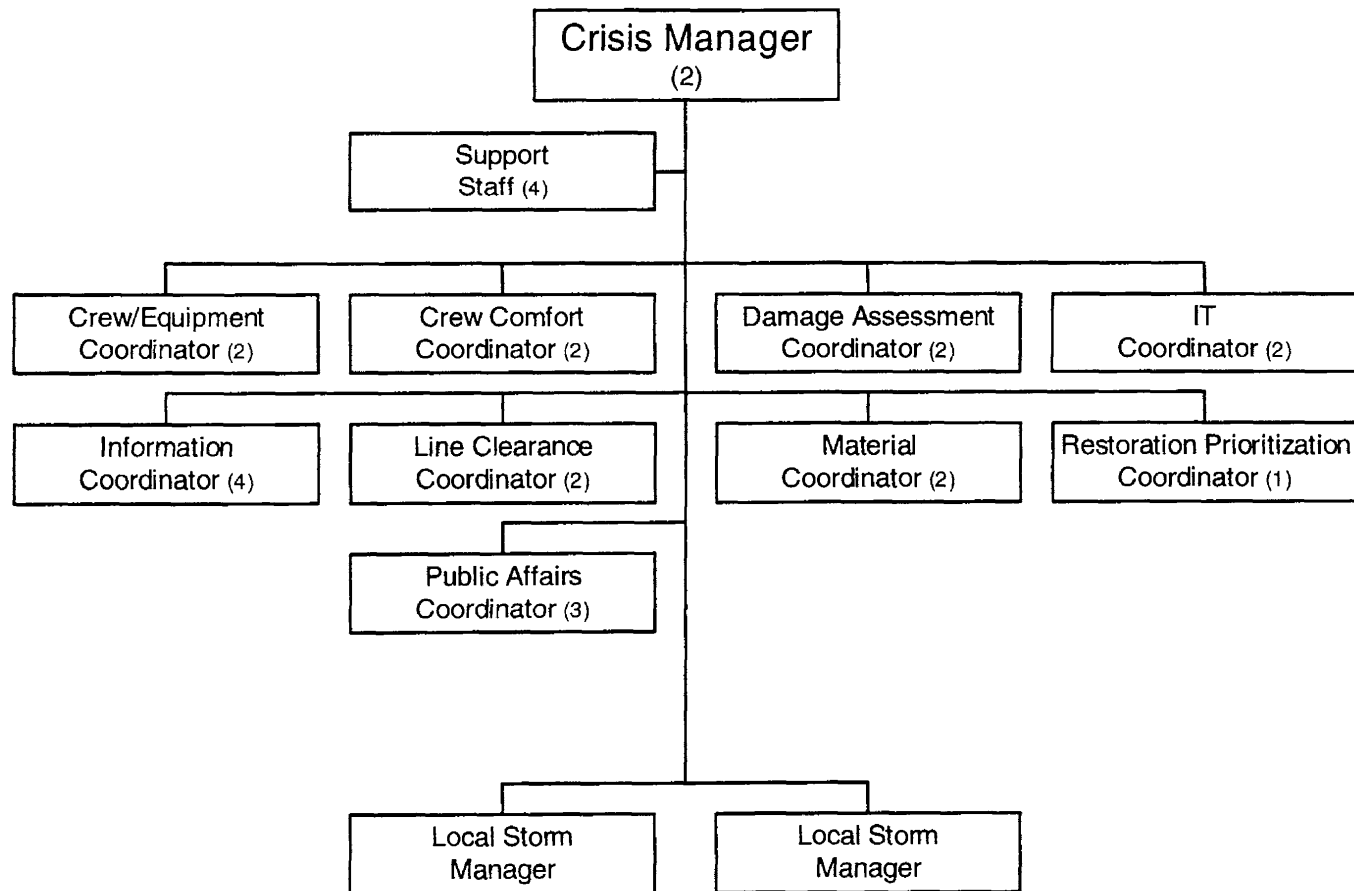 Crisis Manager
(2)
Support
Staff (4)
Crew/Equipment
Coordinator (2)
Crew Comfort
Coordinator (2)
Damage Assessment
Coordinator (2)
IT
Coordinator (2)
Information
Coordinator (4)
Line Clearance
Coordinator (2)
Material
Coordinator (2)
Restoration Prioritization
Coordinator (1)
Public Affairs
Coordinator (3)
Local Storm
Manager
Local Storm
Manager